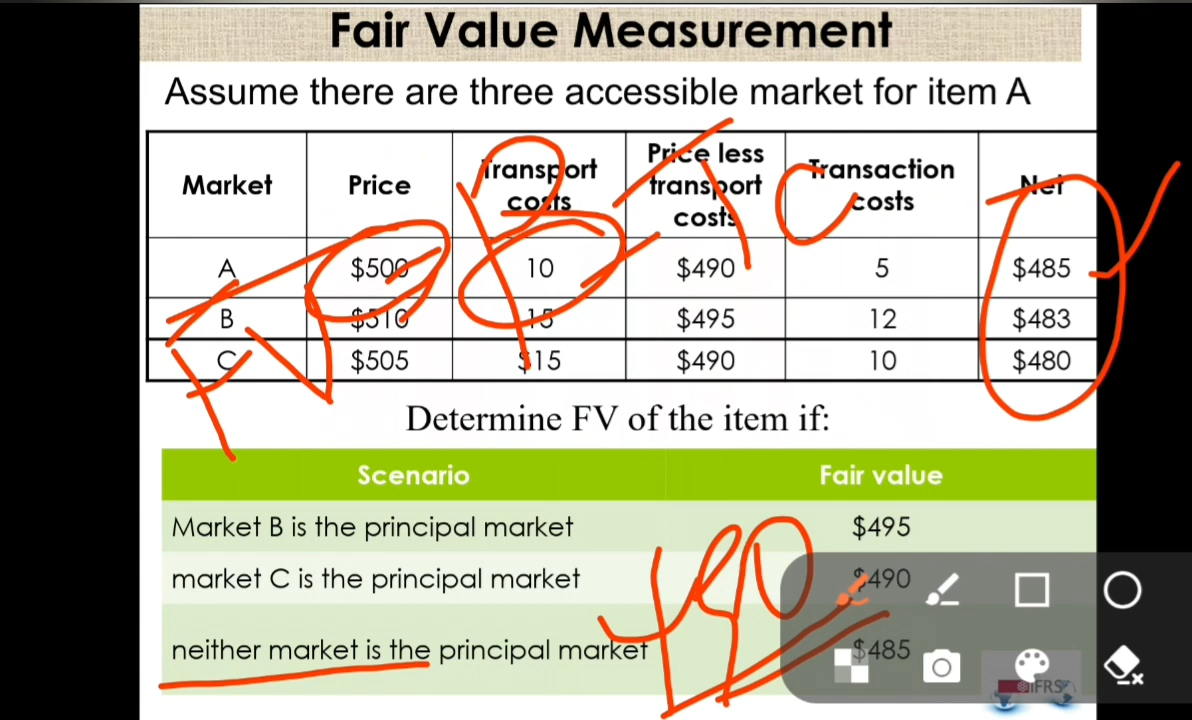 Fair Value Measurement
Assume there are three accessible market for item A
Market Price Transport costs Price less transport costs Transaction costs Net
A $500 10 $490 5 $485
B $510 15 $495 12 $483
C $505 $15 $490 10 $480
Determine FV of the item if:
Scenario Fair value
Market B is the principal market $495
market C is the principal market $490
neither market is the principal market $485
FV
490
IFRS